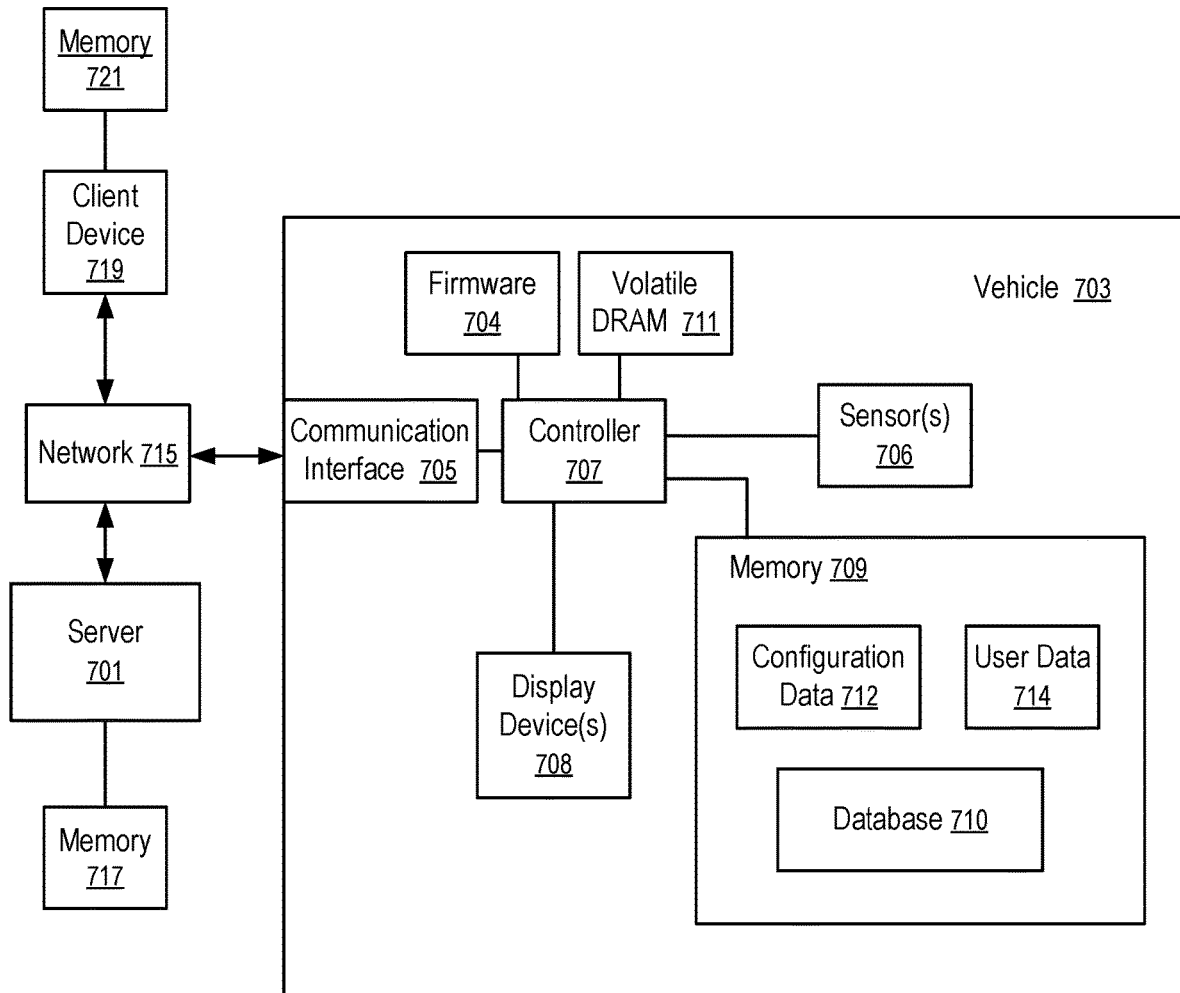 Memory
721
Client
Device
719
Network 715
Server
701
Memory
717
Vehicle 703
Firmware
704
Volatile
DRAM 711
Communication
Interface 705
Controller
707
Sensor(s)
706
Display
Device(s)
708
Memory 709
Configuration
Data 712
User Data
714
Database 710